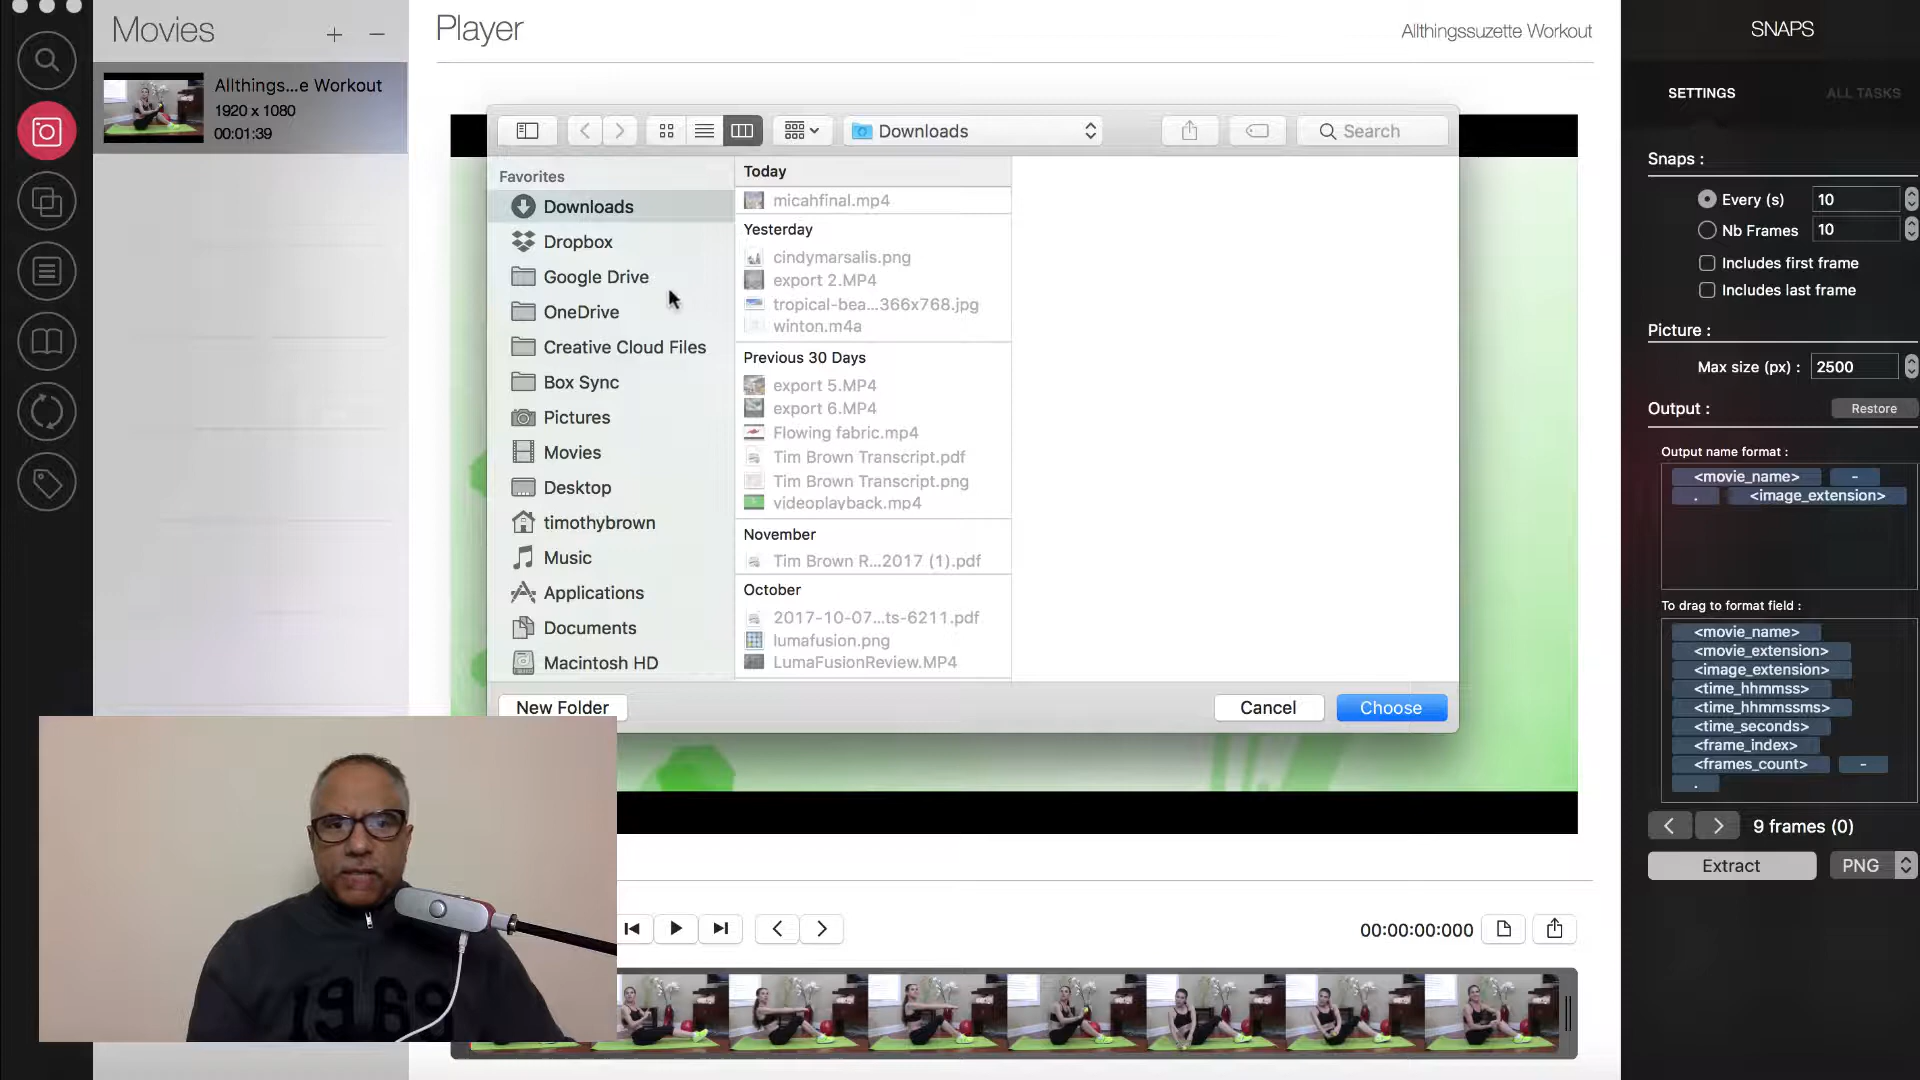 Movies
Allthings...e Workout
1920 x 1080
00:01:39
Player
Allthingssuzette Workout
Downloads
Search
Favorites
Downloads
Dropbox
Google Drive
OneDrive
Creative Cloud Files
Box Sync
Pictures
Movies
Desktop
timothybrown
Music
Applications
Documents
Macintosh HD
Today
micahfinal.mp4
Yesterday
cindymarsalis.png
export 2.MP4
tropical-bea...366x768.jpg
winton.m4a
Previous 30 Days
export 5.MP4
export 6.MP4
Flowing fabric.mp4
Tim Brown Transcript.pdf
Tim Brown Transcript.png
videoplayback.mp4
November
Tim Brown R...2017 (1).pdf
October
2017-10-07...ts-6211.pdf
lumafusion.png
LumaFusionReview.MP4
New Folder
Cancel
Choose
1969
00:00:00:000
SNAPS
SETTINGS
ALL TASKS
Snaps :
Every (s) 10
Nb Frames 10
Includes first frame
Includes last frame
Picture :
Max size (px) : 2500
Output :
Restore
Output name format :
<movie_name> -
. <image_extension>
To drag to format field :
<movie_name>
<movie_extension>
<image_extension>
<time_hhmmss>
<time_hhmmssms>
<time_seconds>
<frame_index>
<frames_count> -
.
9 frames (0)
Extract
PNG